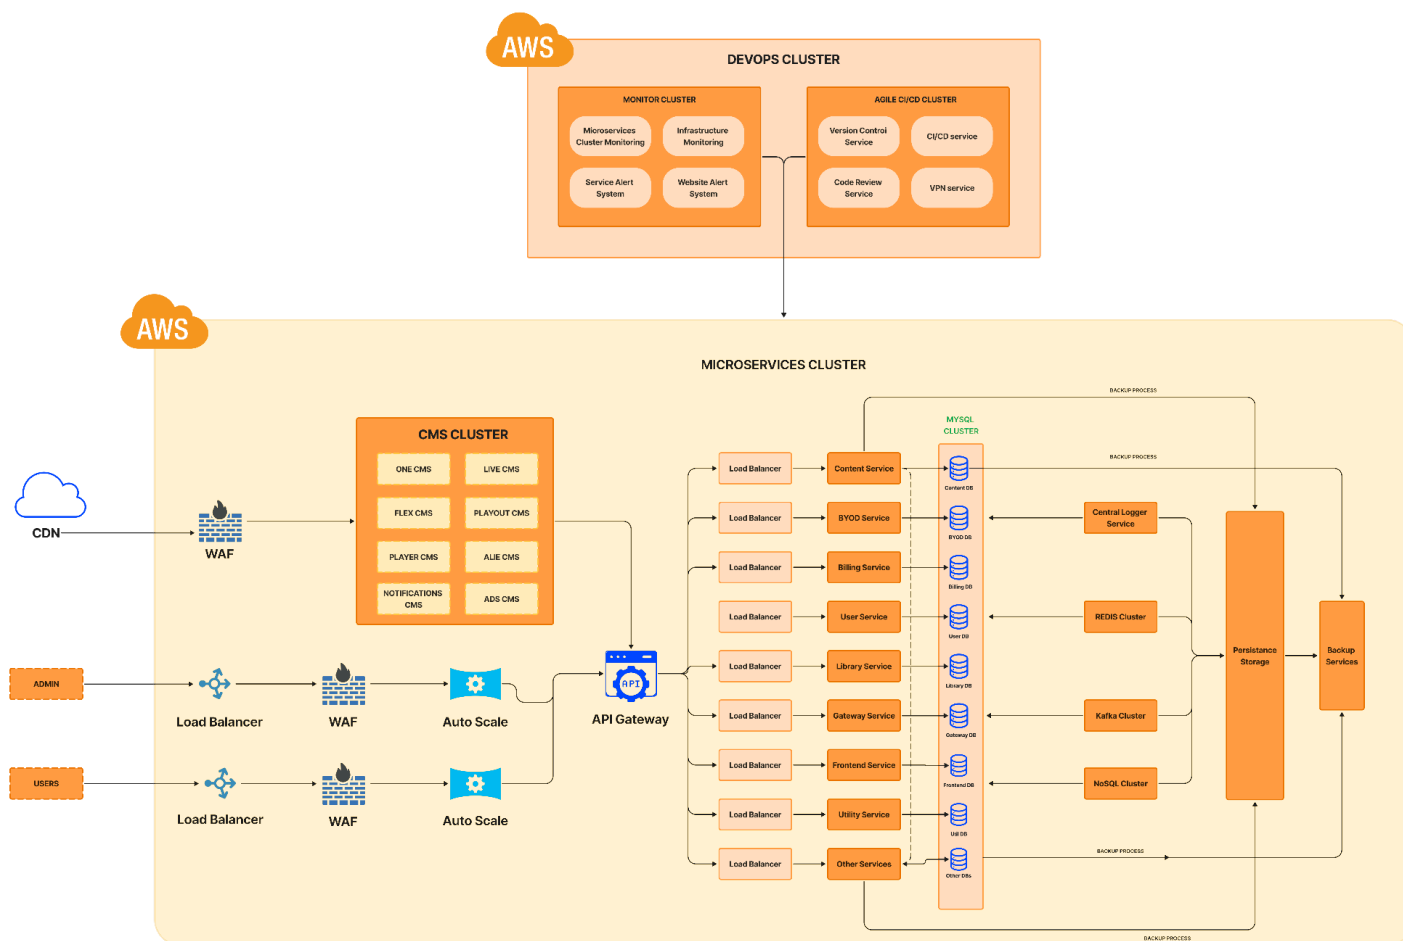 AWS
DEVOPS CLUSTER
MONITOR CLUSTER
Microservices
Cluster Monitoring
Infrastructure
Monitoring
Service Alert
System
Website Alert
System
AGILE CI/CD CLUSTER
Version Control
Service
CI/CD service
Code Review
Service
VPN service
AWS
MICROSERVICES CLUSTER
CDN
WAF
CMS CLUSTER
ONE CMS
LIVE CMS
FLEX CMS
PLAYOUT CMS
PLAYER CMS
ALIE CMS
NOTIFICATIONS
CMS
ADS CMS
ADMIN
Load Balancer
WAF
Auto Scale
USERS
Load Balancer
WAF
Auto Scale
API
API Gateway
BACKUP PROCESS
MYSQL
CLUSTER
BACKUP PROCESS
Load Balancer
Content Service
Content DB
Load Balancer
BYOD Service
BYOD DB
Load Balancer
Billing Service
Billing DB
Load Balancer
User Service
User DB
Load Balancer
Library Service
Library DB
Load Balancer
Gateway Service
Gateway DB
Load Balancer
Frontend Service
Frontend DB
Load Balancer
Utility Service
Util DB
Load Balancer
Other Services
Other DBs
Central Logger
Service
REDIS Cluster
Kafka Cluster
NoSQL Cluster
Persistance
Storage
Backup
Services
BACKUP PROCESS
BACKUP PROCESS